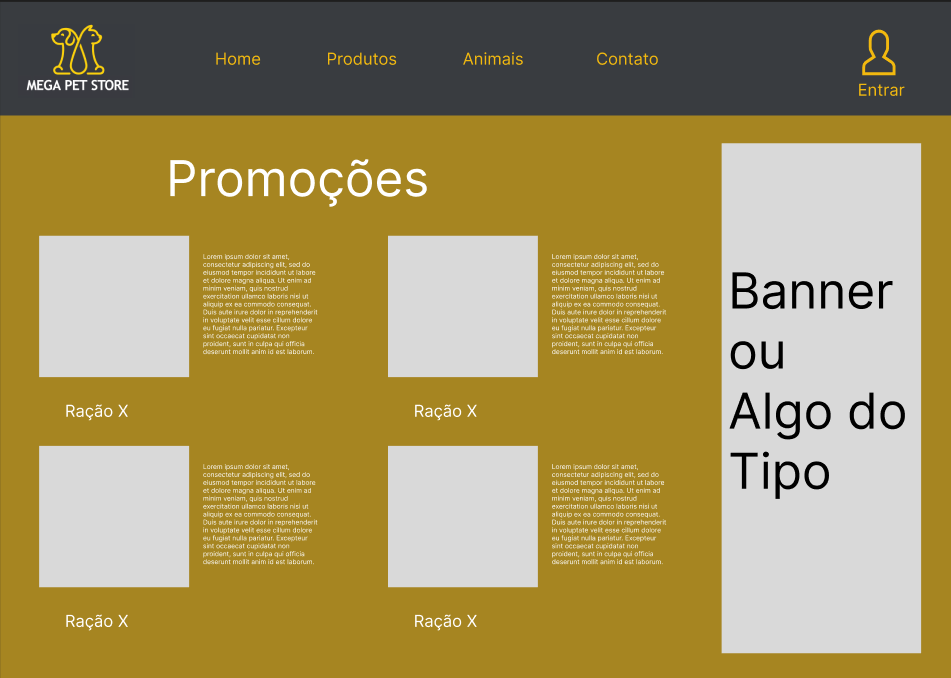 MEGA PET STORE
Home
Produtos
Animais
Contato
Entrar
Promoções
Lorem ipsum dolor sit amet,
consectetur adipiscing elit, sed do
eiusmod tempor incididunt ut labore
et dolore magna aliqua. Ut enim ad
minim veniam, quis nostrud
exercitation ullamco laboris nisi ut
aliquip ex ea commodo consequat.
Duis aute irure dolor in reprehenderit
in voluptate velit esse cillum dolore
eu fugiat nulla pariatur. Excepteur
sint occaecat cupidatat non
proident, sunt in culpa qui officia
deserunt mollit anim id est laborum.
Ração X
Lorem ipsum dolor sit amet,
consectetur adipiscing elit, sed do
eiusmod tempor incididunt ut labore
et dolore magna aliqua. Ut enim ad
minim veniam, quis nostrud
exercitation ullamco laboris nisi ut
aliquip ex ea commodo consequat.
Duis aute irure dolor in reprehenderit
in voluptate velit esse cillum dolore
eu fugiat nulla pariatur. Excepteur
sint occaecat cupidatat non
proident, sunt in culpa qui officia
deserunt mollit anim id est laborum.
Ração X
Lorem ipsum dolor sit amet,
consectetur adipiscing elit, sed do
eiusmod tempor incididunt ut labore
et dolore magna aliqua. Ut enim ad
minim veniam, quis nostrud
exercitation ullamco laboris nisi ut
aliquip ex ea commodo consequat.
Duis aute irure dolor in reprehenderit
in voluptate velit esse cillum dolore
eu fugiat nulla pariatur. Excepteur
sint occaecat cupidatat non
proident, sunt in culpa qui officia
deserunt mollit anim id est laborum.
Ração X
Lorem ipsum dolor sit amet,
consectetur adipiscing elit, sed do
eiusmod tempor incididunt ut labore
et dolore magna aliqua. Ut enim ad
minim veniam, quis nostrud
exercitation ullamco laboris nisi ut
aliquip ex ea commodo consequat.
Duis aute irure dolor in reprehenderit
in voluptate velit esse cillum dolore
eu fugiat nulla pariatur. Excepteur
sint occaecat cupidatat non
proident, sunt in culpa qui officia
deserunt mollit anim id est laborum.
Ração X
Banner
ou
Algo do
Tipo